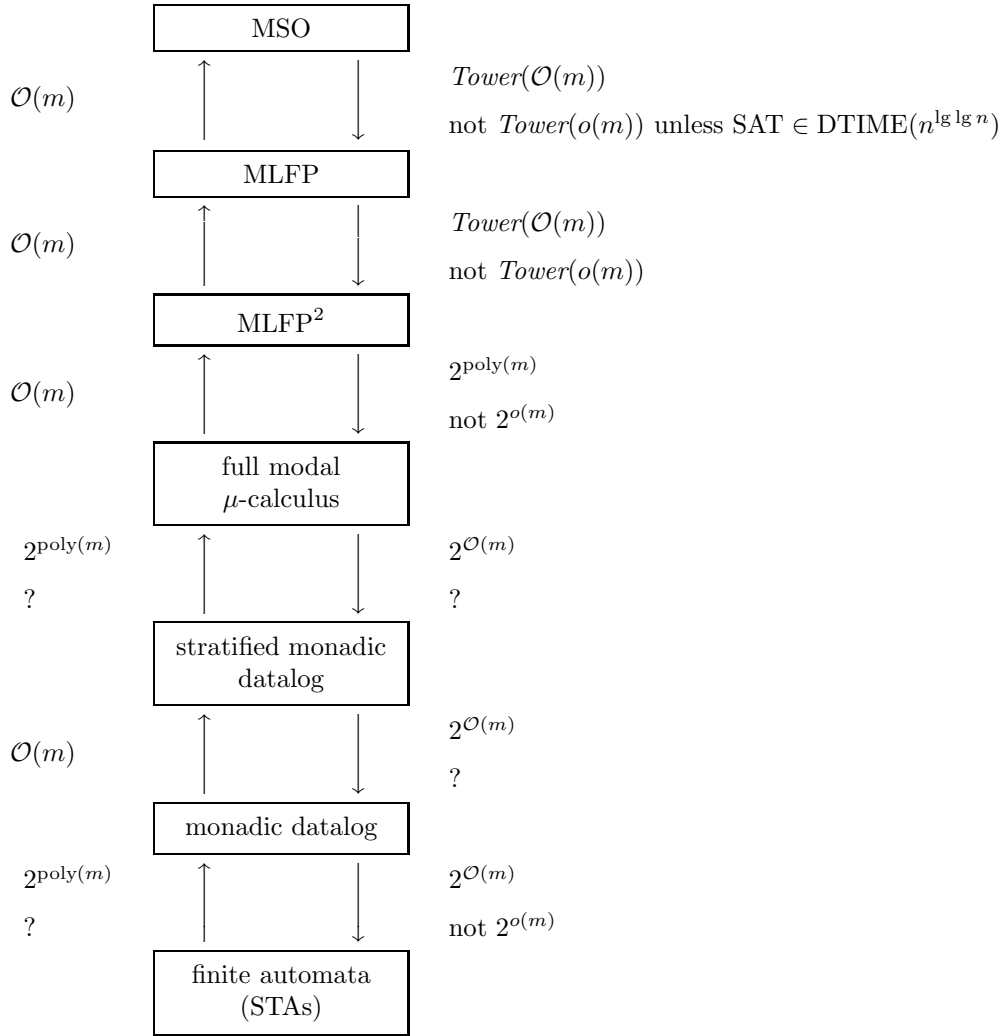 MSO
𝒪(m)
Tower(𝒪(m))
not Tower(o(m)) unless SAT ∈ DTIME(n^{lg lg n})
MLFP
𝒪(m)
Tower(𝒪(m))
not Tower(o(m))
MLFP²
𝒪(m)
2^{poly(m)}
not 2^{o(m)}
full modal
μ-calculus
2^{poly(m)}
2^{𝒪(m)}
?
?
stratified monadic
datalog
𝒪(m)
2^{𝒪(m)}
?
monadic datalog
2^{poly(m)}
2^{𝒪(m)}
?
not 2^{o(m)}
finite automata
(STAs)